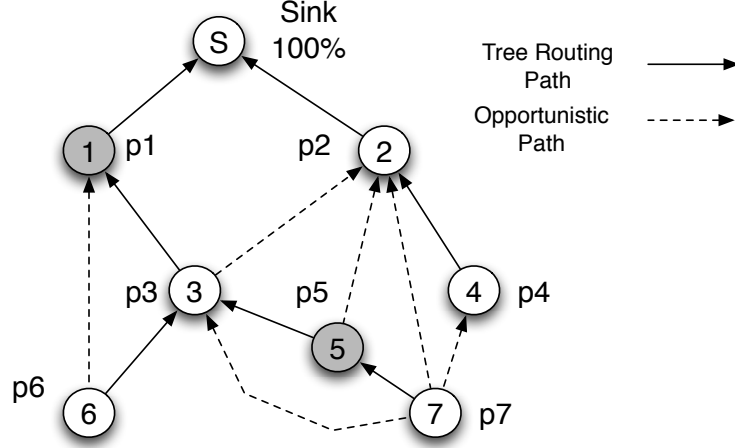 Sink
100%
S
Tree Routing
Path
Opportunistic
Path
1
p1
p2
2
p3
3
p5
4
p4
5
p6
6
7
p7